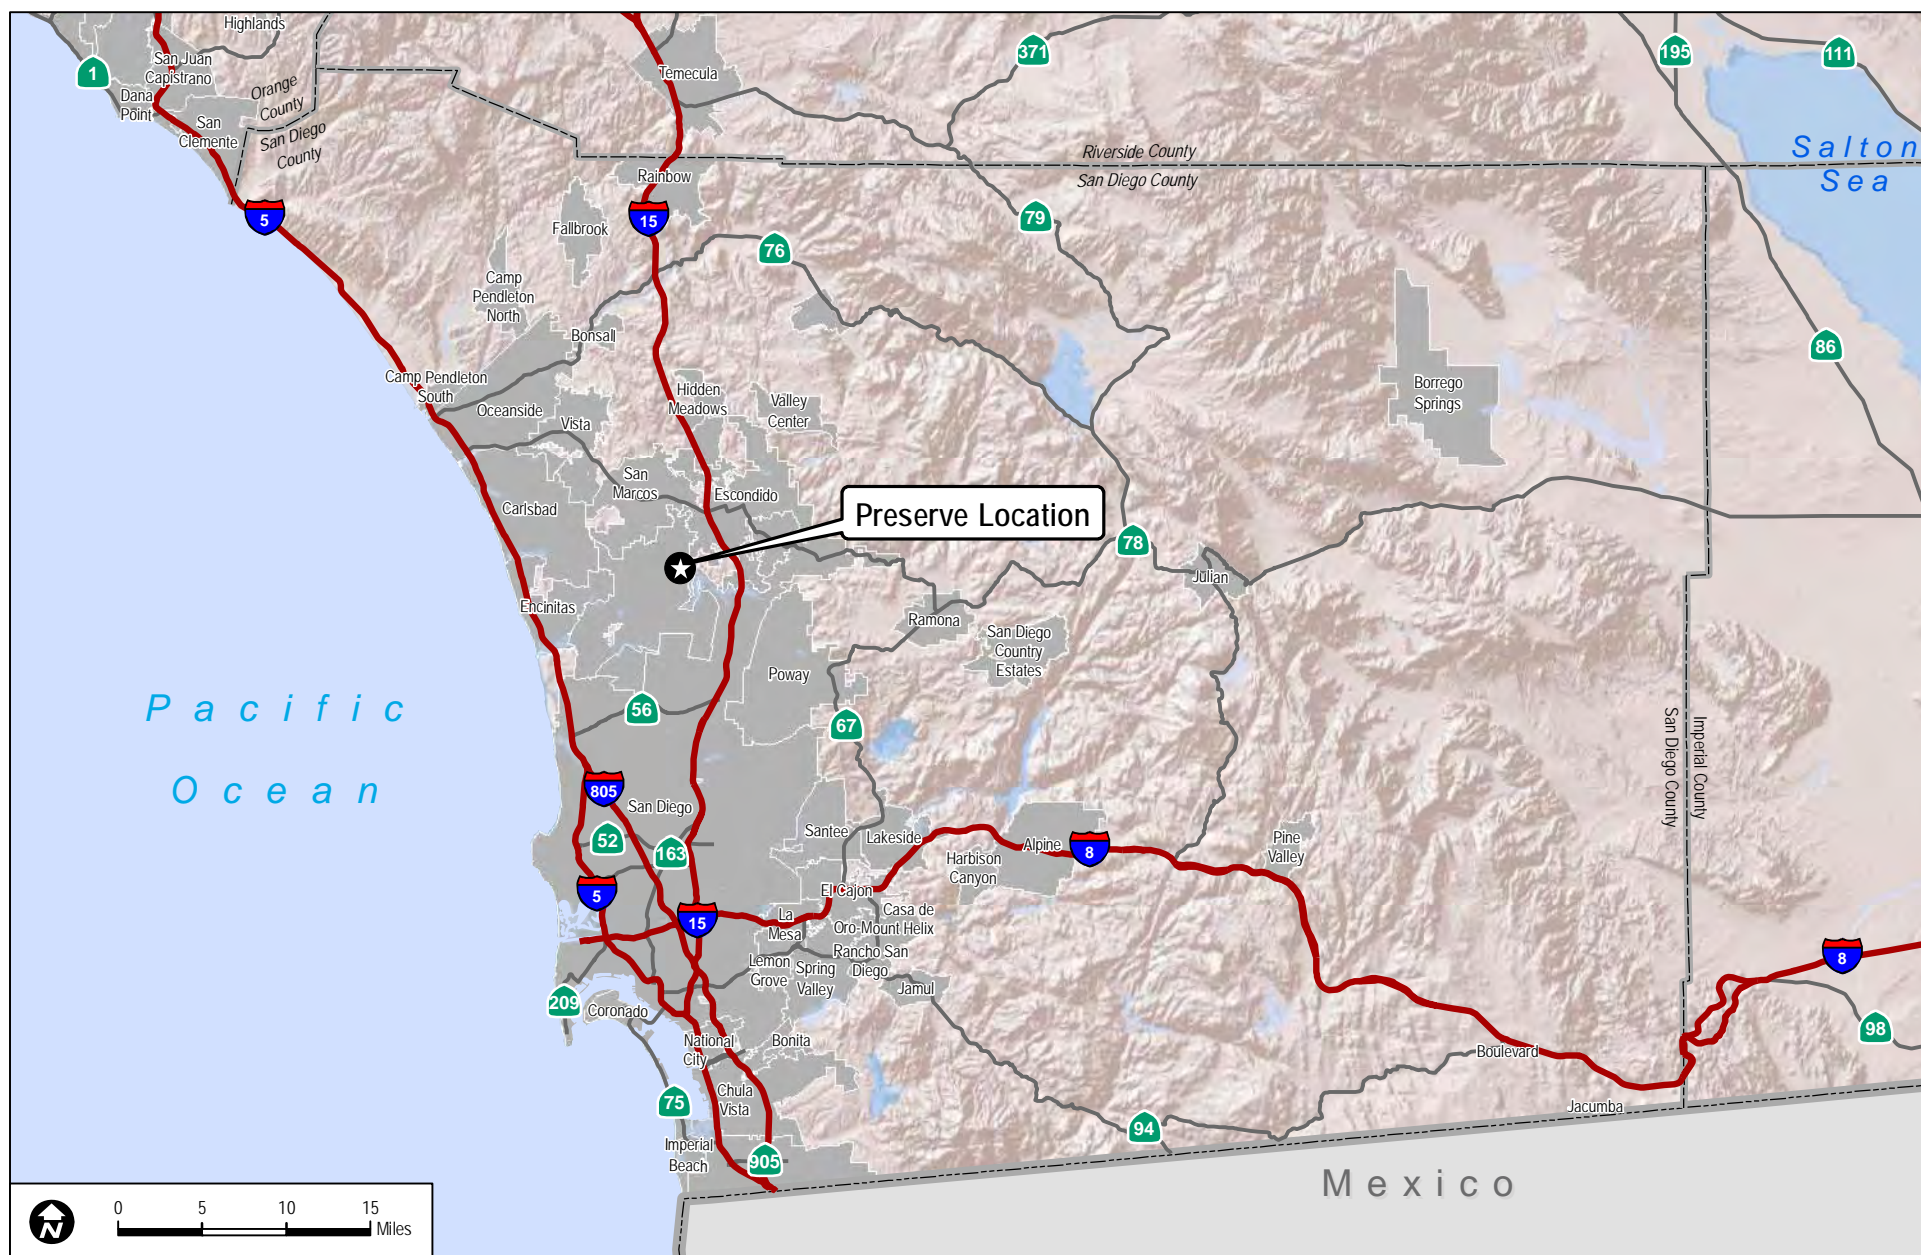 Highlands
1
San Juan
Capistrano
Dana
Point
San
Clemente
Orange
County
San Diego
County
Temecula
371
195
111
Salton
Sea
Riverside County
San Diego County
Rainbow
5
15
Fallbrook
76
79
Camp
Pendleton
North
Bonsall
86
Camp Pendleton
South
Oceanside
Vista
Hidden
Meadows
Valley
Center
Borrego
Springs
San
Marcos
Escondido
Carlsbad
Preserve Location
78
Julian
Encinitas
Ramona
San Diego
Country
Estates
Poway
Pacific
Ocean
56
67
San Diego County
Imperial County
805
San Diego
52
163
Santee
Lakeside
Alpine
8
Harbison
Canyon
Pine
Valley
5
El Cajon
15
La
Mesa
Casa de
Oro-Mount Helix
Rancho San
Diego
Lemon
Grove
Spring
Valley
Jamul
8
209
Coronado
98
National
City
Bonita
Boulevard
75
Chula
Vista
Jacumba
94
Imperial
Beach
905
Mexico
N
0 5 10 15
Miles